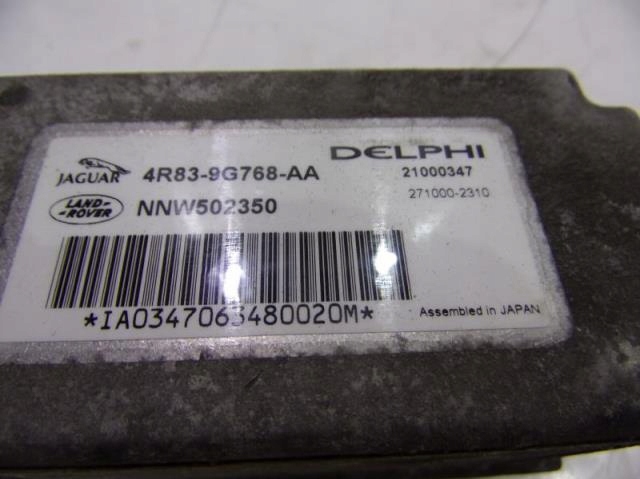 JAGUAR 4R83-9G768-AA DELPHI
21000347
LAND-ROVER NNW502350 271000-2310
*IA0347063480020M*
Assembled in JAPAN